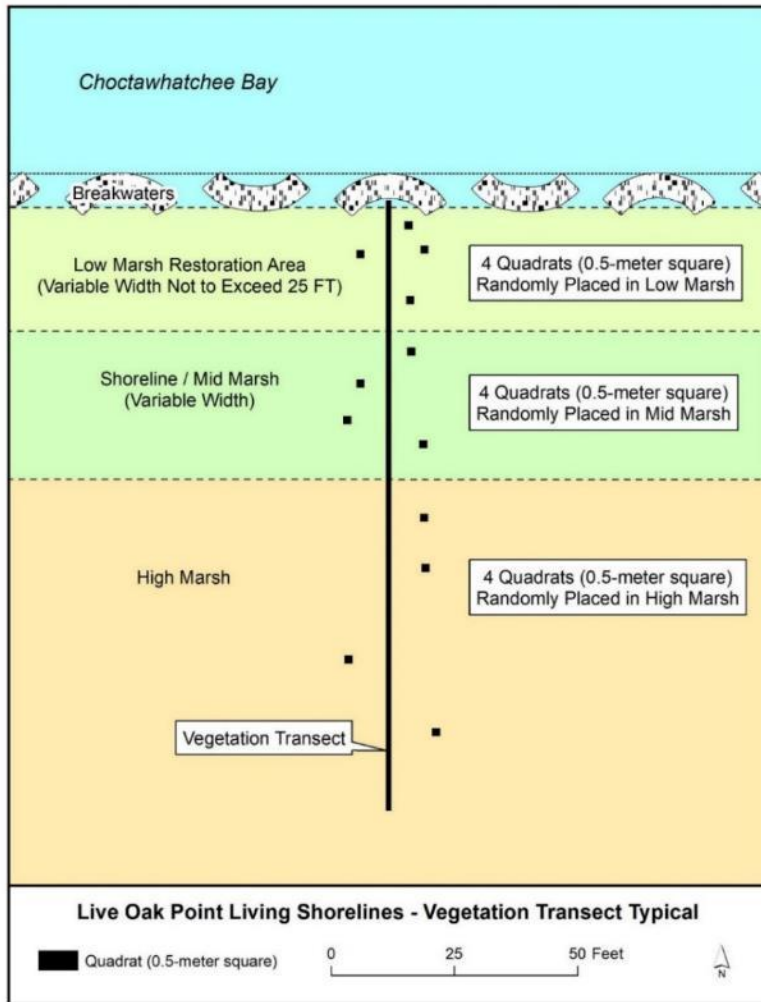 Choctawhatchee Bay
Breakwaters
Low Marsh Restoration Area
(Variable Width Not to Exceed 25 FT)
4 Quadrats (0.5-meter square)
Randomly Placed in Low Marsh
Shoreline / Mid Marsh
(Variable Width)
4 Quadrats (0.5-meter square)
Randomly Placed in Mid Marsh
High Marsh
4 Quadrats (0.5-meter square)
Randomly Placed in High Marsh
Vegetation Transect
Live Oak Point Living Shorelines - Vegetation Transect Typical
Quadrat (0.5-meter square)
0 25 50 Feet
N